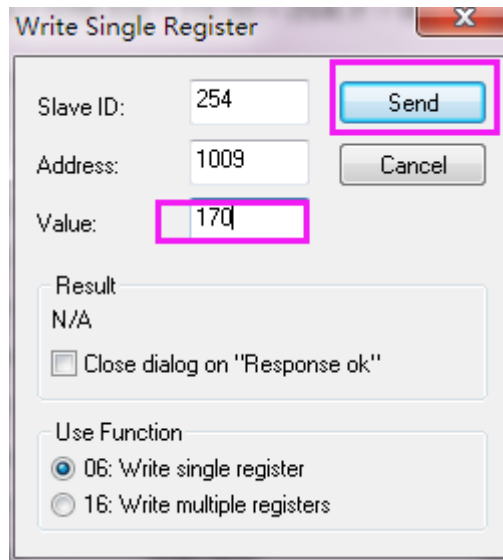 Write Single Register
X
Slave ID: 254
Send
Address: 1009
Cancel
Value: 170
Result
N/A
Close dialog on "Response ok"
Use Function
06: Write single register
16: Write multiple registers